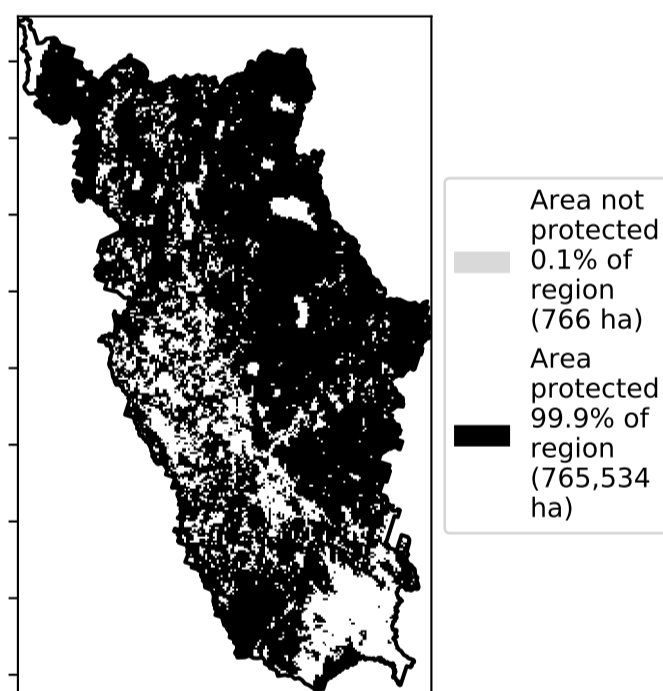 Area not
protected
0.1% of
region
(766 ha)
Area
protected
99.9% of
region
(765,534
ha)